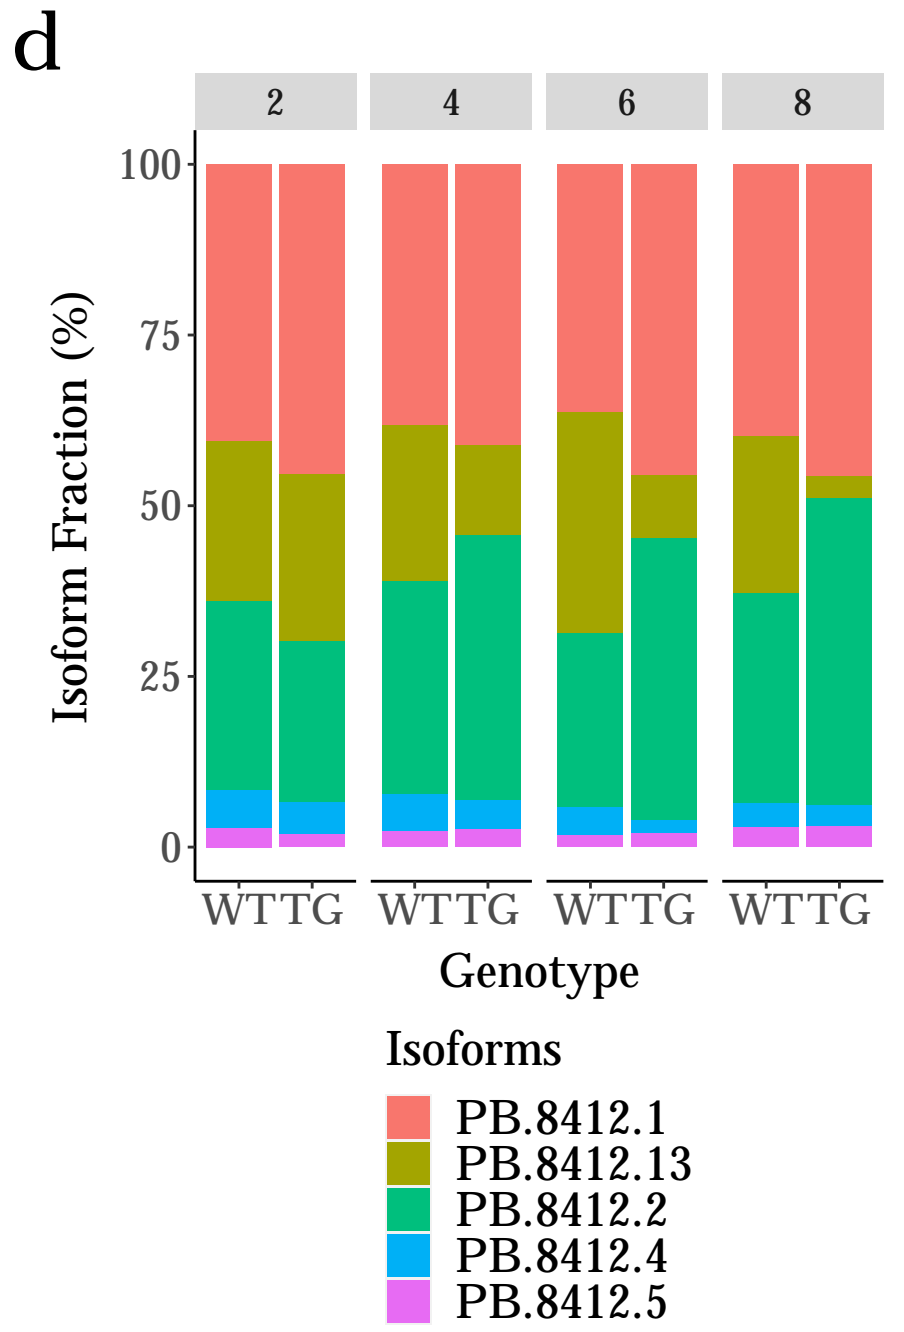 d
2 4 6 8
100
75
50
25
0
Isoform Fraction (%)
WT TG WT TG WT TG WT TG
Genotype
Isoforms
PB.8412.1
PB.8412.13
PB.8412.2
PB.8412.4
PB.8412.5